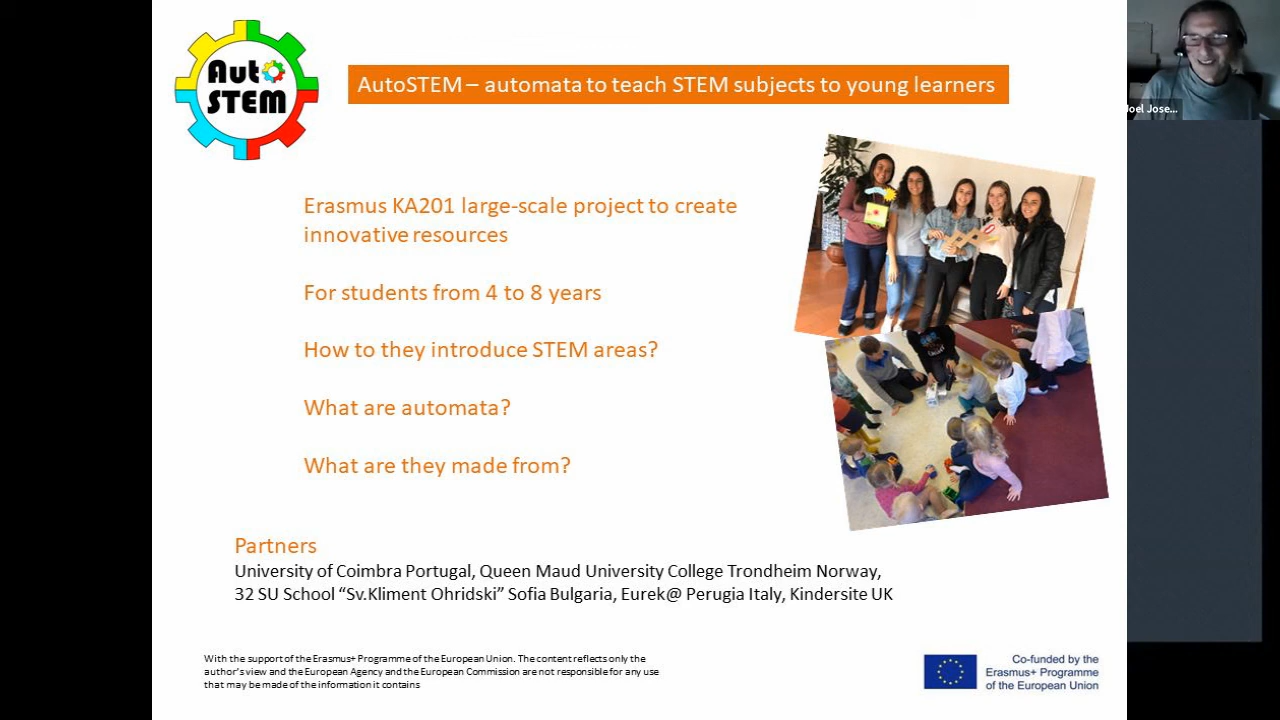 Aut
STEM
AutoSTEM – automata to teach STEM subjects to young learners
Joel Jose...
Erasmus KA201 large-scale project to create
innovative resources
For students from 4 to 8 years
How to they introduce STEM areas?
What are automata?
What are they made from?
Partners
University of Coimbra Portugal, Queen Maud University College Trondheim Norway,
32 SU School “Sv.Kliment Ohridski” Sofia Bulgaria, Eurek@ Perugia Italy, Kindersite UK
With the support of the Erasmus+ Programme of the European Union. The content reflects only the
author's view and the European Agency and the European Commission are not responsible for any use
that may be made of the information it contains
Co-funded by the
Erasmus+ Programme
of the European Union